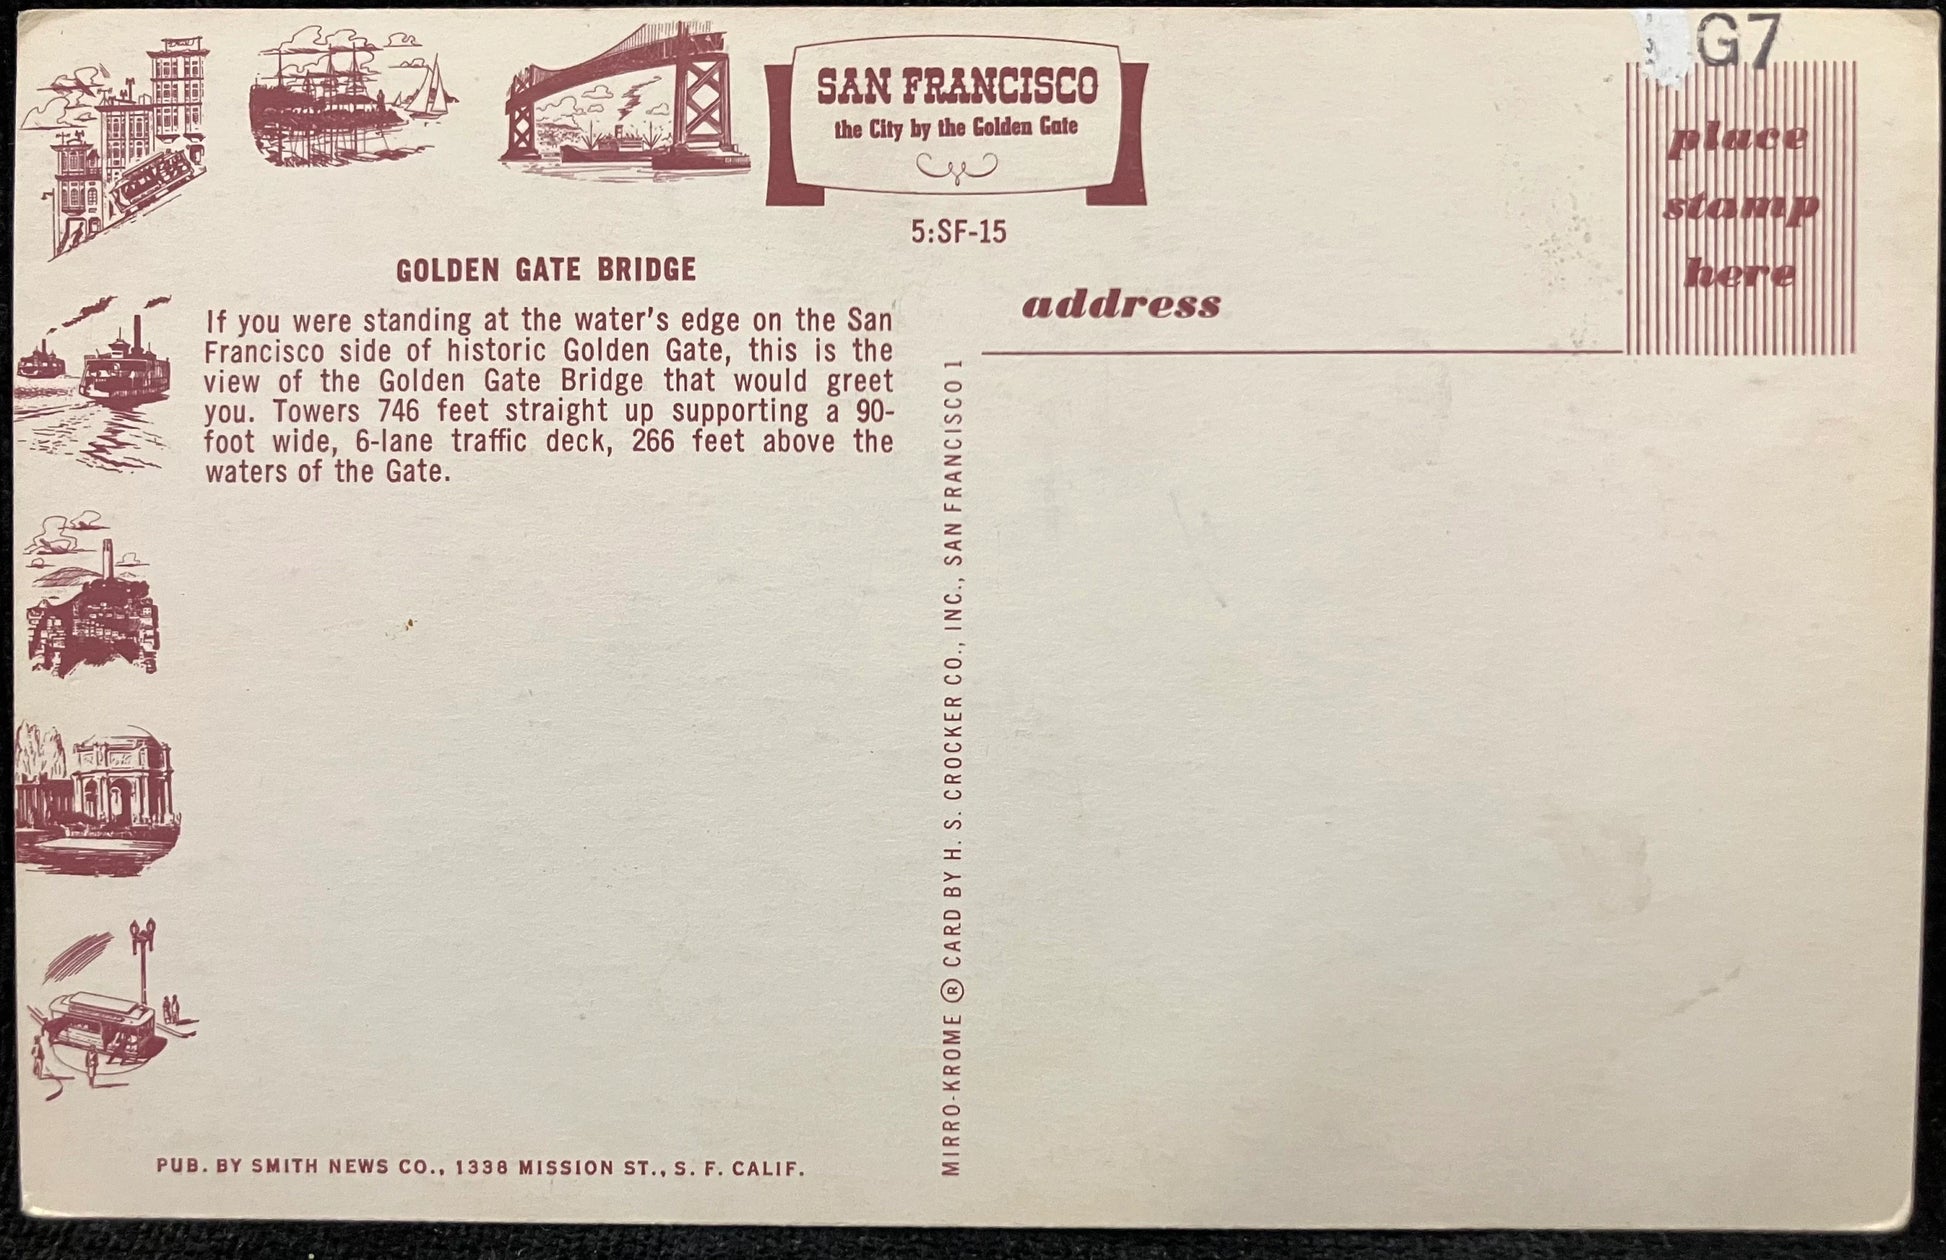 G7
SAN FRANCISCO
the City by the Golden Gate
5:SF-15
place
stamp
here
GOLDEN GATE BRIDGE
If you were standing at the water's edge on the San
Francisco side of historic Golden Gate, this is the
view of the Golden Gate Bridge that would greet
you. Towers 746 feet straight up supporting a 90-
foot wide, 6-lane traffic deck, 266 feet above the
waters of the Gate.
address
MIRRO-KROME ® CARD BY H. S. CROCKER CO., INC., SAN FRANCISCO 1
PUB. BY SMITH NEWS CO., 1338 MISSION ST., S. F. CALIF.